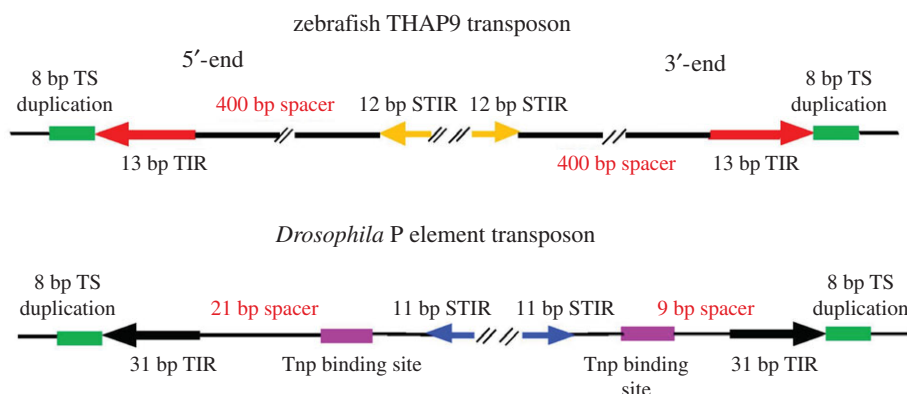 zebrafish THAP9 transposon
5′-end
3′-end
8 bp TS
duplication
400 bp spacer
12 bp STIR
12 bp STIR
8 bp TS
duplication
13 bp TIR
400 bp spacer
13 bp TIR
Drosophila P element transposon
8 bp TS
duplication
21 bp spacer
11 bp STIR
11 bp STIR
9 bp spacer
8 bp TS
duplication
31 bp TIR
Tnp binding site
Tnp binding
site
31 bp TIR